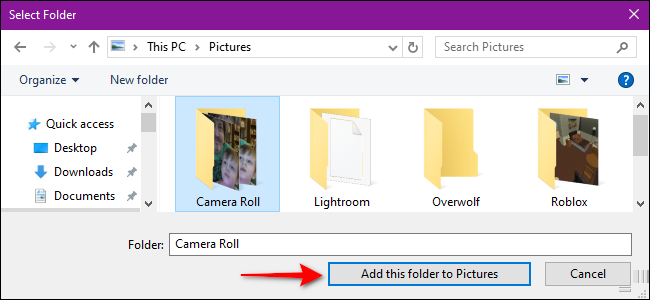 Select Folder
This PC Pictures Search Pictures
Organize New folder
Quick access
Desktop
Downloads
Documents
Camera Roll Lightroom Overwolf Roblox
Folder: Camera Roll
Add this folder to Pictures Cancel